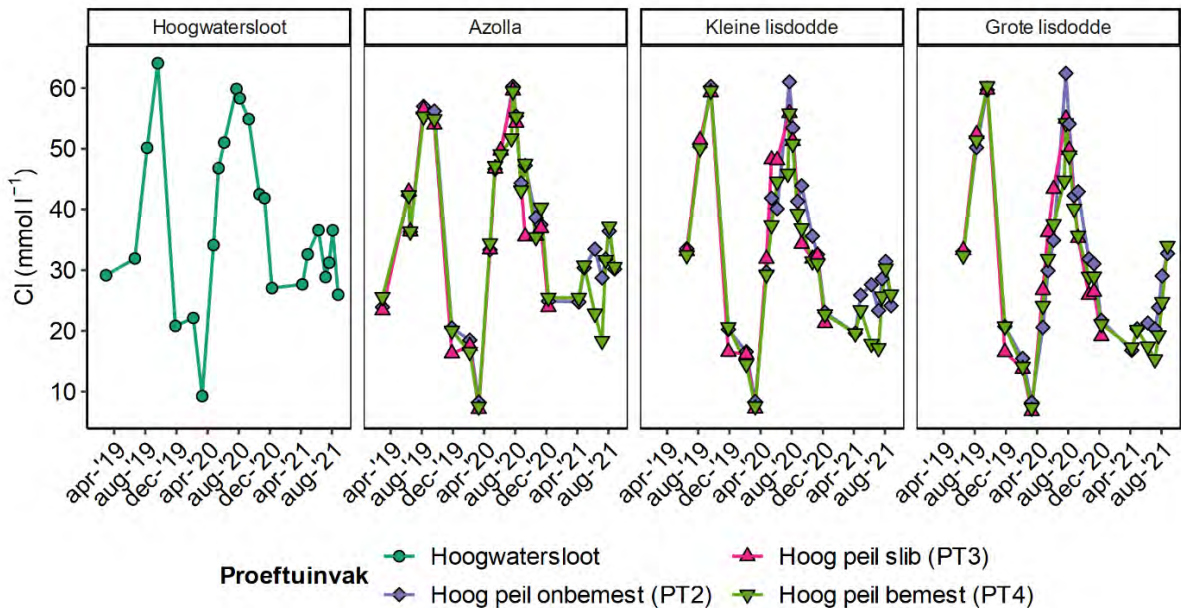 Hoogwatersloot Azolla Kleine lisdodde Grote lisdodde
Cl (mmol l⁻¹)
60
50
40
30
20
10
apr-'19 aug-'19 dec-'19 apr-'20 aug-'20 dec-'20 apr-'21 aug-'21 apr-'19 aug-'19 dec-'19 apr-'20 aug-'20 dec-'20 apr-'21 aug-'21 apr-'19 aug-'19 dec-'19 apr-'20 aug-'20 dec-'20 apr-'21 aug-'21 apr-'19 aug-'19 dec-'19 apr-'20 aug-'20 dec-'20 apr-'21 aug-'21
Proeftuinvak
Hoogwatersloot Hoog peil slib (PT3)
Hoog peil onbemest (PT2) Hoog peil bemest (PT4)